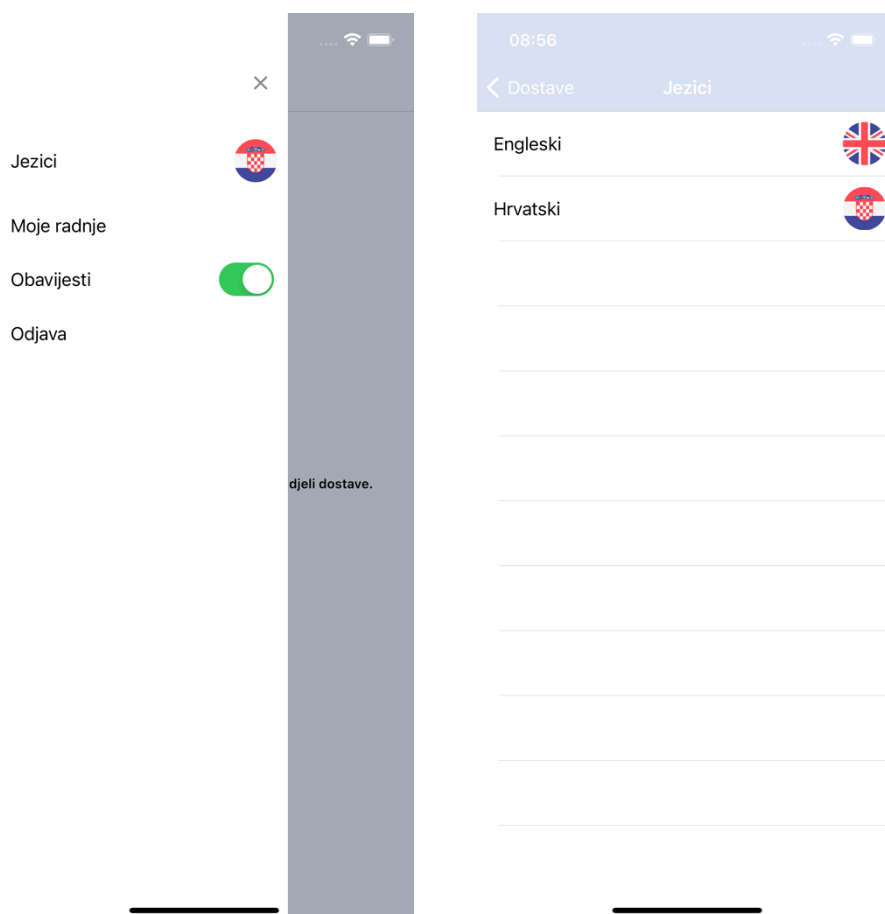 Jezici
Moje radnje
Obavijesti
Odjava
djeli dostave.
08:56
Dostave
Jezici
Engleski
Hrvatski